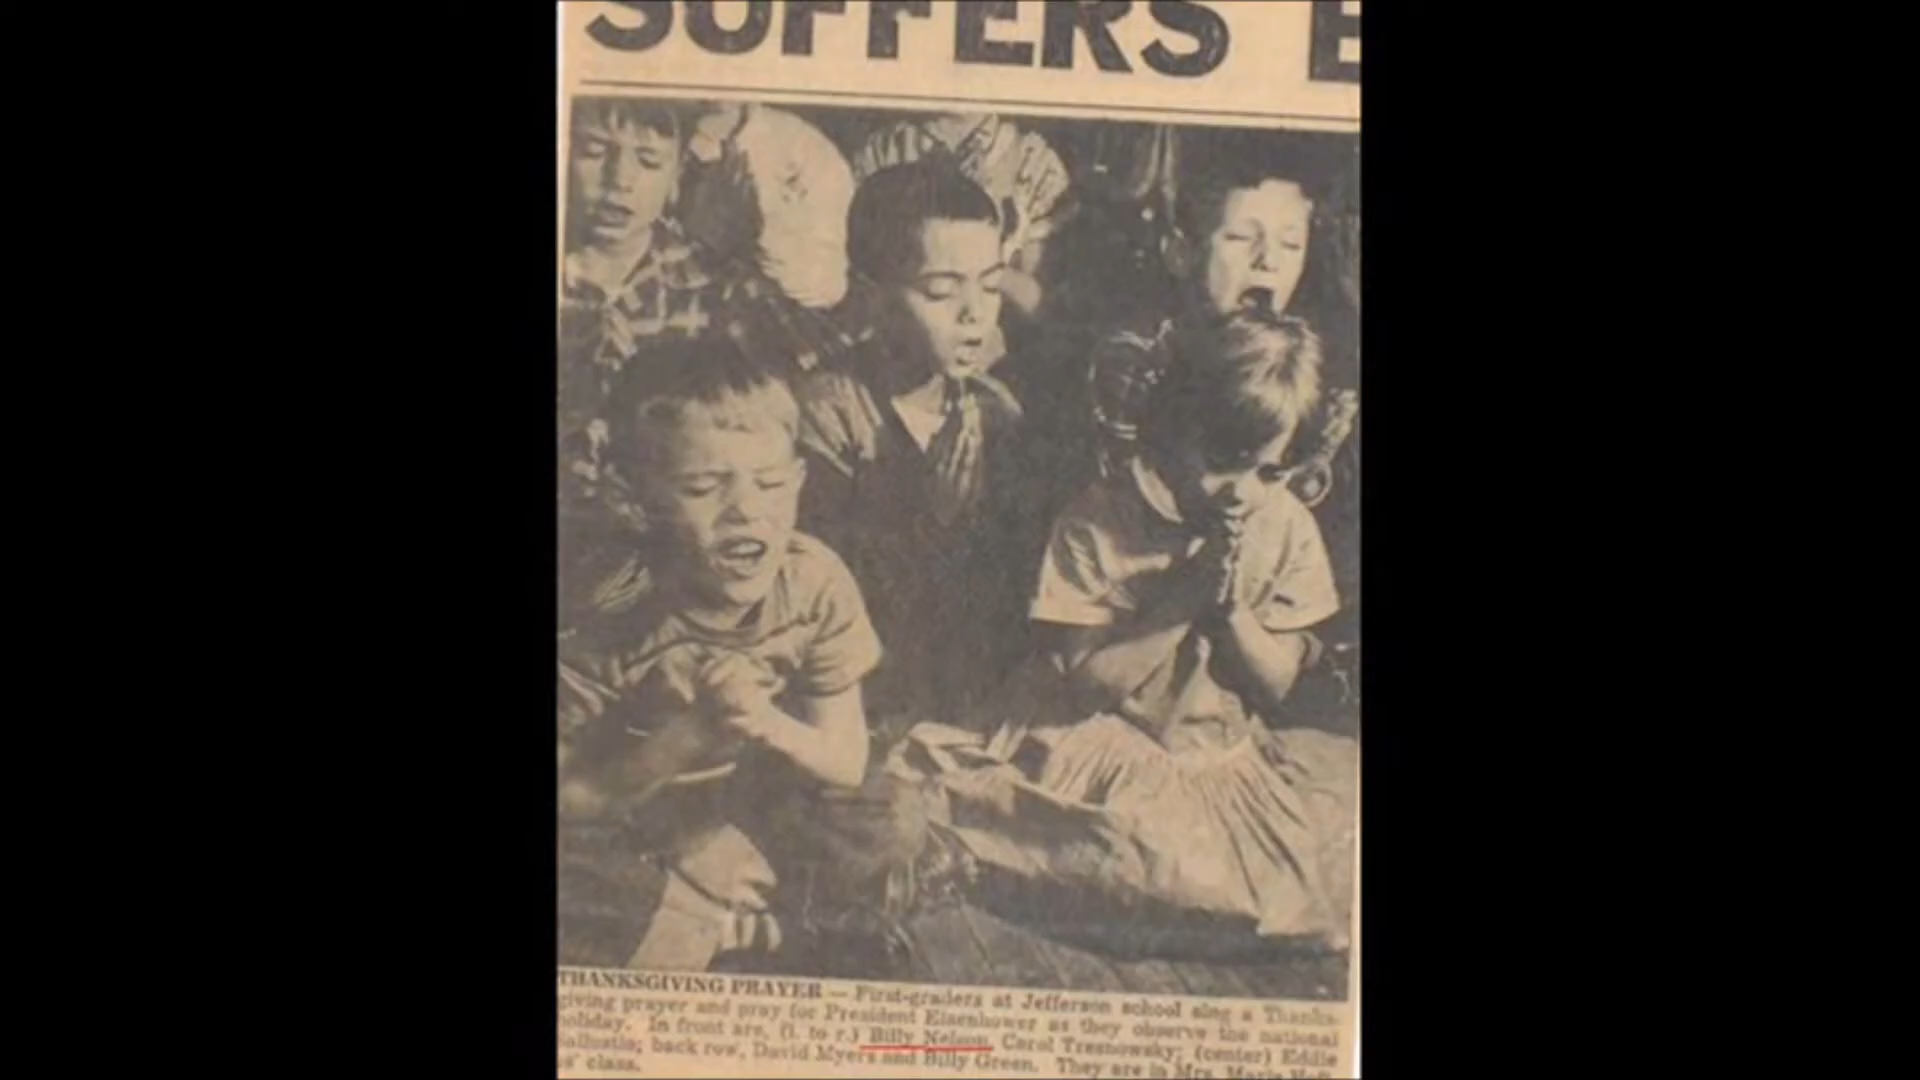 SUFFERS E
THANKSGIVING PRAYER — First-graders at Jefferson school sing a Thanks-
giving prayer and pray for President Eisenhower as they observe the national
holiday. In front are, (l. to r.) Billy Nelson, Carol Tresnowsky; (center) Eddie
back row, David Myers and Billy Green. They are in Mrs. Marie
class.